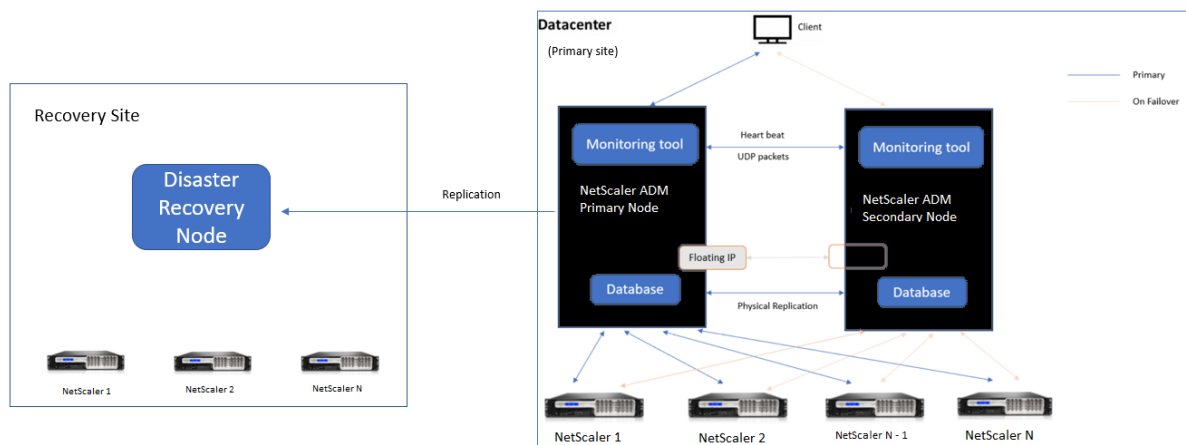 Datacenter
(Primary site)
Client
Primary
On Failover
Recovery Site
Disaster
Recovery
Node
Replication
Monitoring tool
Heart beat
UDP packets
Monitoring tool
NetScaler ADM
Primary Node
NetScaler ADM
Secondary Node
Floating IP
Database
Physical Replication
Database
NetScaler 1
NetScaler 2
NetScaler N
NetScaler 1
NetScaler 2
NetScaler N - 1
NetScaler N